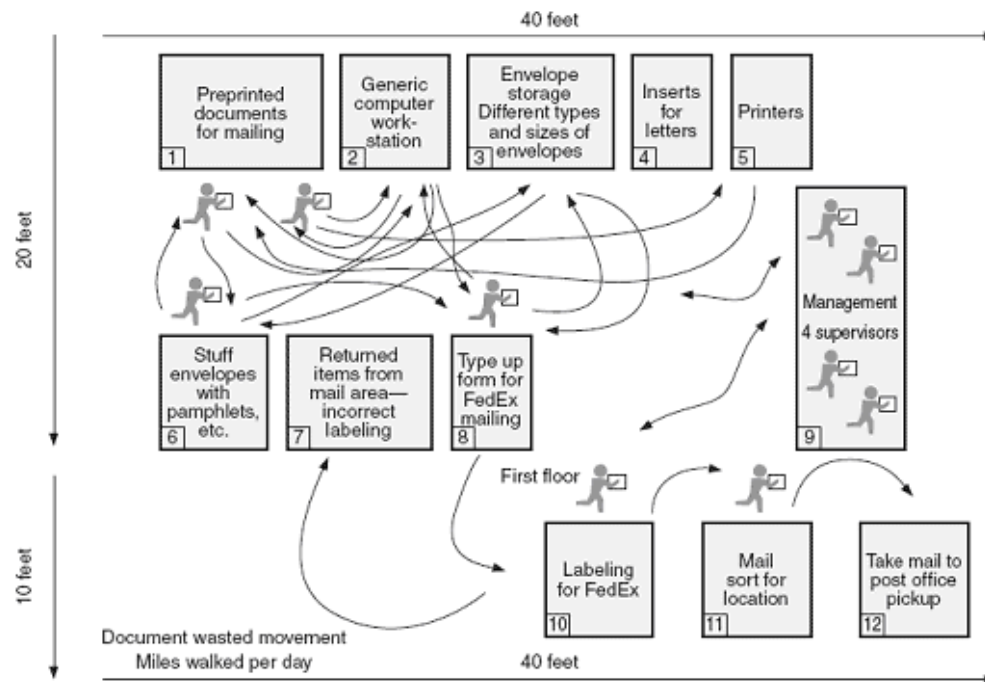 40 feet
Preprinted
documents
for mailing
1
Generic
computer
work-
station
2
Envelope
storage
Different types
and sizes of
envelopes
3
Inserts
for
letters
4
Printers
5
20 feet
Management
4 supervisors
9
Stuff
envelopes
with
pamphlets,
etc.
6
Returned
items from
mail area—
incorrect
labeling
7
Type up
form for
FedEx
mailing
8
First floor
10 feet
Labeling
for FedEx
10
Mail
sort for
location
11
Take mail to
post office
pickup
12
Document wasted movement
Miles walked per day
40 feet